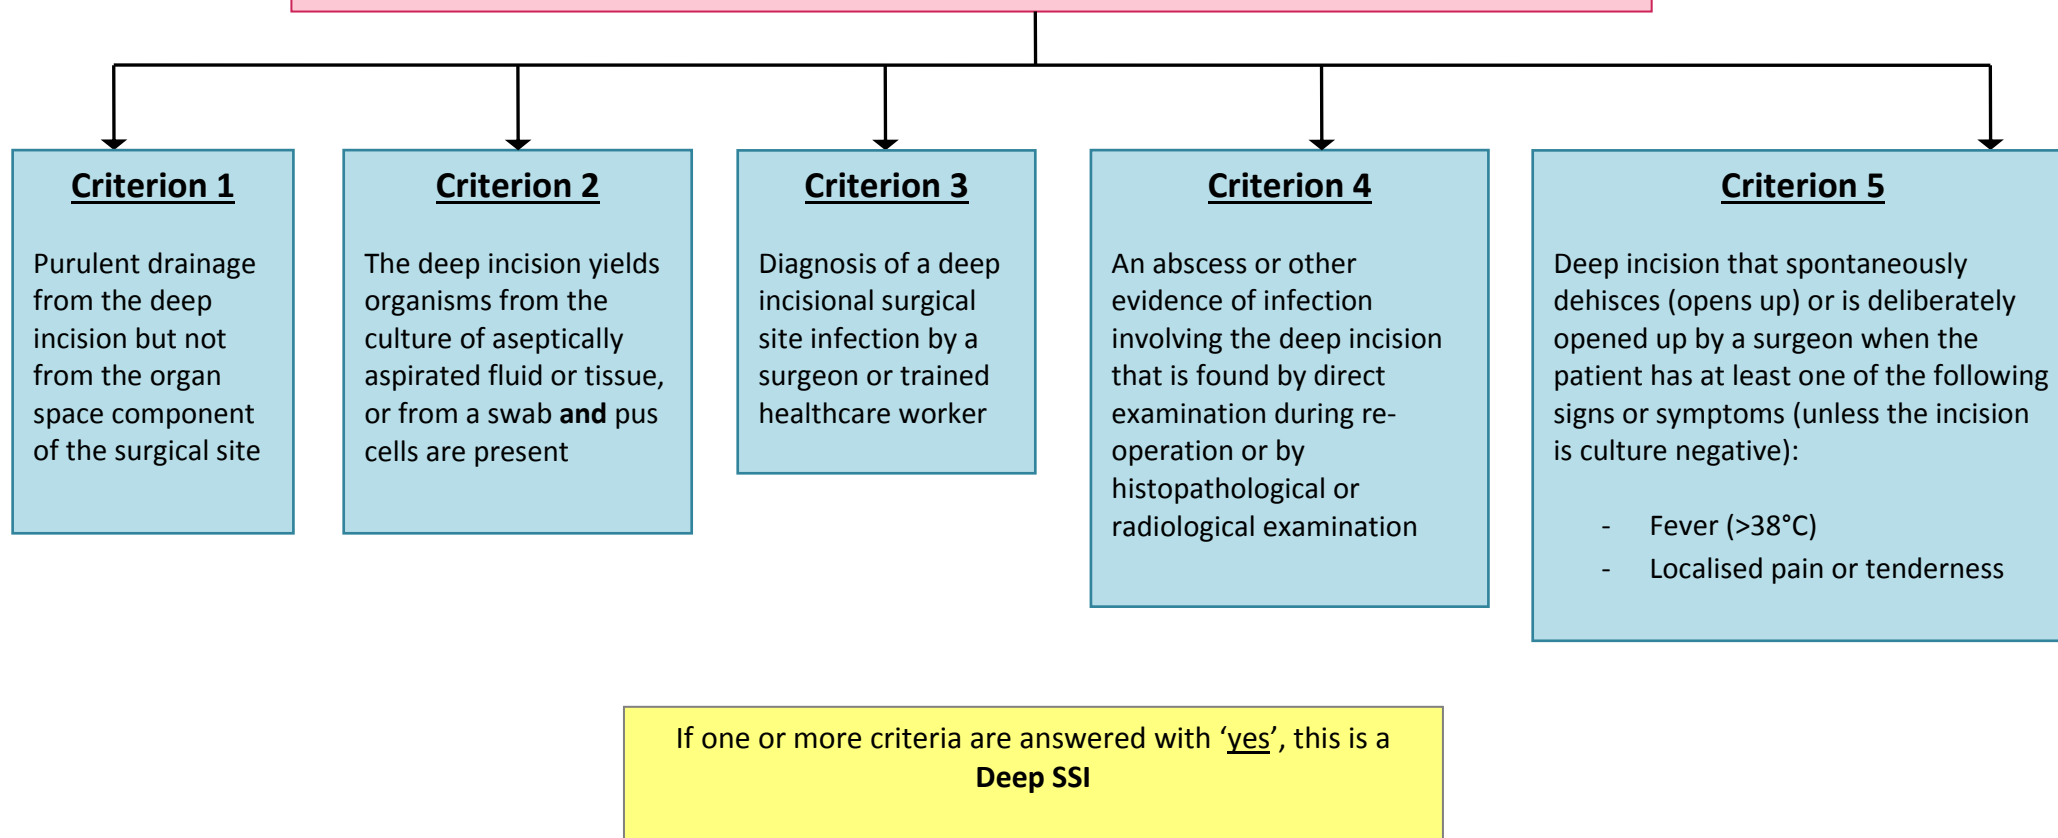 Criterion 1
Purulent drainage
from the deep
incision but not
from the organ
space component
of the surgical site
Criterion 2
The deep incision yields
organisms from the
culture of aseptically
aspirated fluid or tissue,
or from a swab and pus
cells are present
Criterion 3
Diagnosis of a deep
incisional surgical
site infection by a
surgeon or trained
healthcare worker
Criterion 4
An abscess or other
evidence of infection
involving the deep incision
that is found by direct
examination during re-
operation or by
histopathological or
radiological examination
Criterion 5
Deep incision that spontaneously
dehisces (opens up) or is deliberately
opened up by a surgeon when the
patient has at least one of the following
signs or symptoms (unless the incision
is culture negative):
- Fever (>38°C)
- Localised pain or tenderness
If one or more criteria are answered with ‘yes’, this is a
Deep SSI